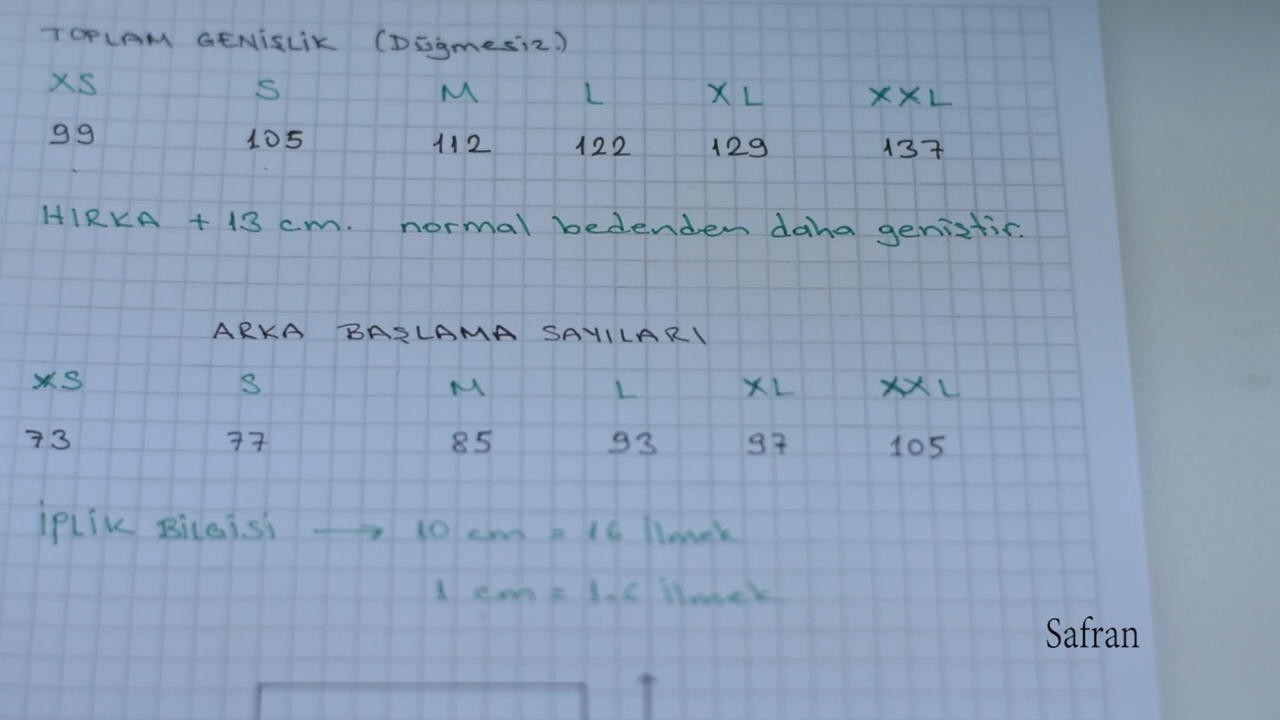 TOPLAM GENİŞLİK (Düğmesiz)
XS S M L XL XXL
99 105 112 122 129 137
HIRKA + 13 cm. normal bedenden daha geniştir.
ARKA BAŞLAMA SAYILARI
XS S M L XL XXL
73 77 85 93 97 105
İPLİK BİLGİSİ → 10 cm = 16 İlmek
1 cm = 1.6 İlmek
Safran